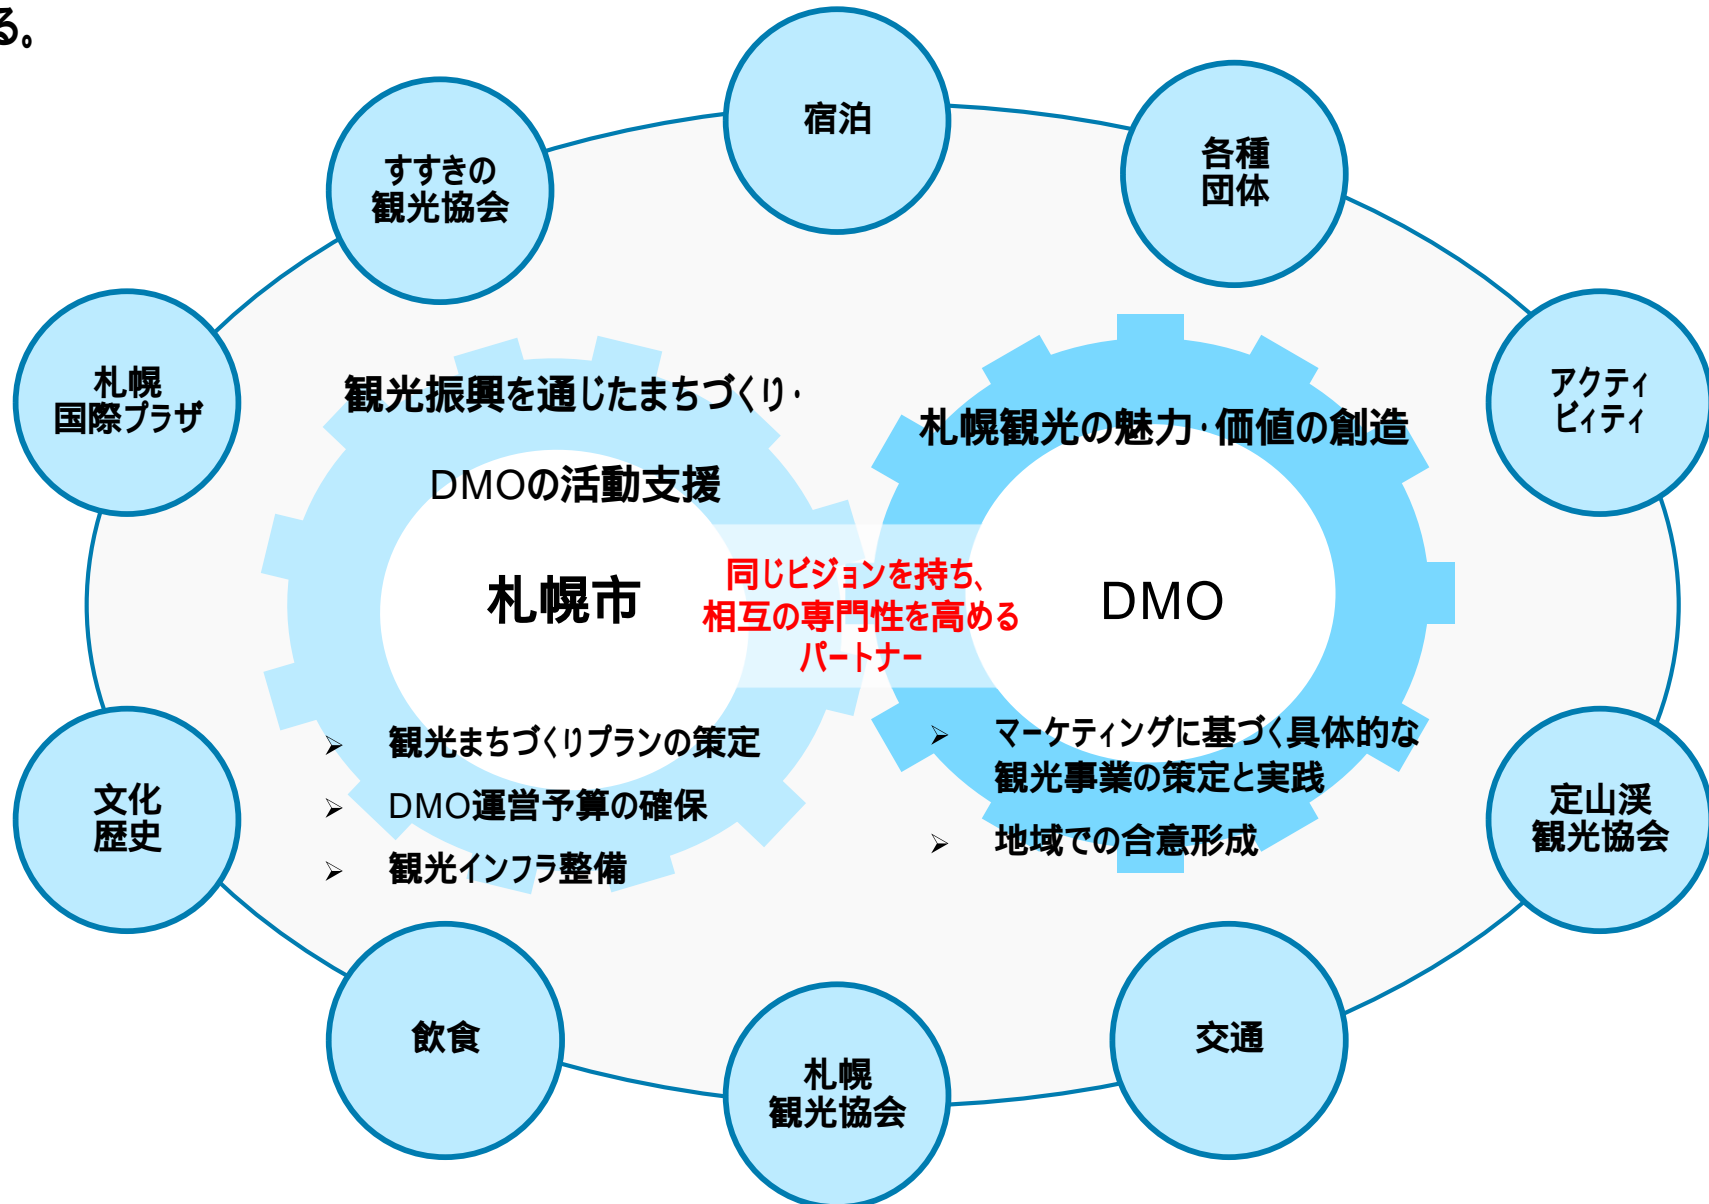 る。
宿泊
各種
団体
すすきの
観光協会
札幌
国際プラザ
アクティ
ビィティ
観光振興を通じたまちづくり・
DMOの活動支援
札幌観光の魅力・価値の創造
札幌市
同じビジョンを持ち、
相互の専門性を高める
パートナー
DMO
➢ 観光まちづくりプランの策定
➢ DMO運営予算の確保
➢ 観光インフラ整備
➢ マーケティングに基づく具体的な
観光事業の策定と実践
➢ 地域での合意形成
文化
歴史
定山渓
観光協会
飲食
札幌
観光協会
交通